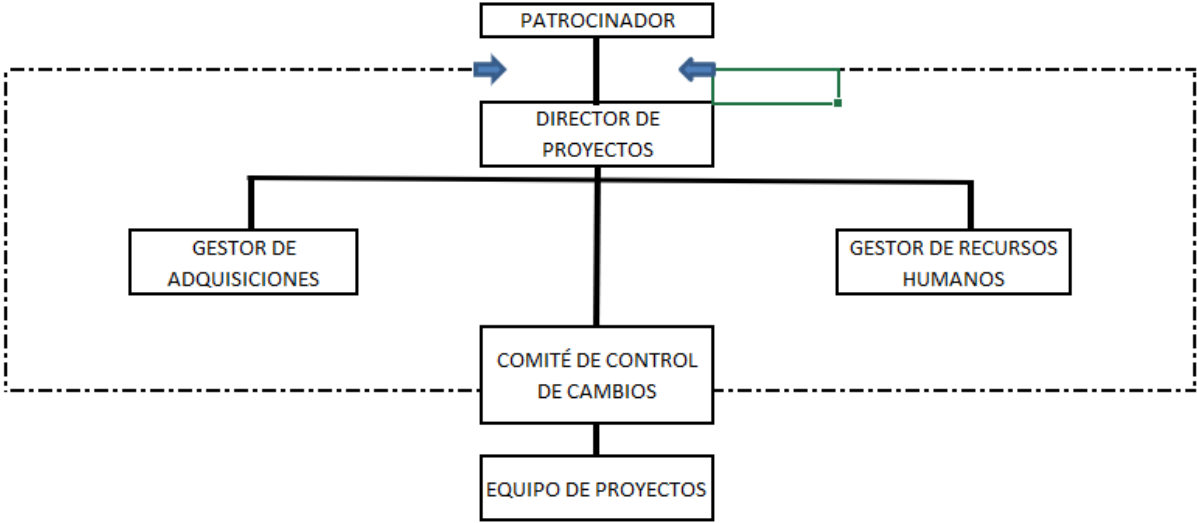 PATROCINADOR
DIRECTOR DE
PROYECTOS
GESTOR DE
ADQUISICIONES
GESTOR DE RECURSOS
HUMANOS
COMITÉ DE CONTROL
DE CAMBIOS
EQUIPO DE PROYECTOS